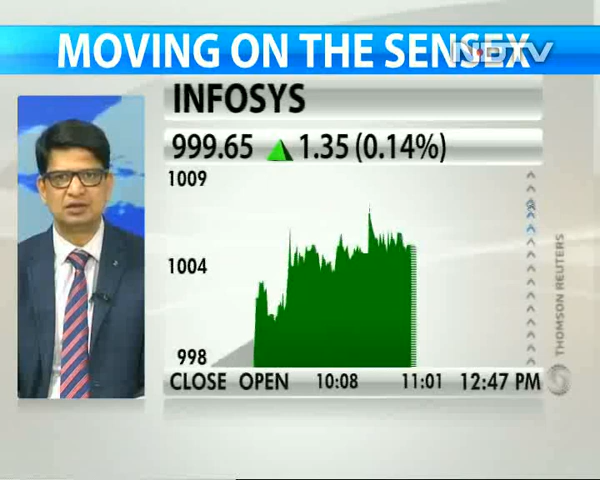 MOVING ON THE SENSEX
NDTV
INFOSYS
999.65 1.35 (0.14%)
1009
1004
998
CLOSE OPEN 10:08 11:01 12:47 PM
THOMSON REUTERS